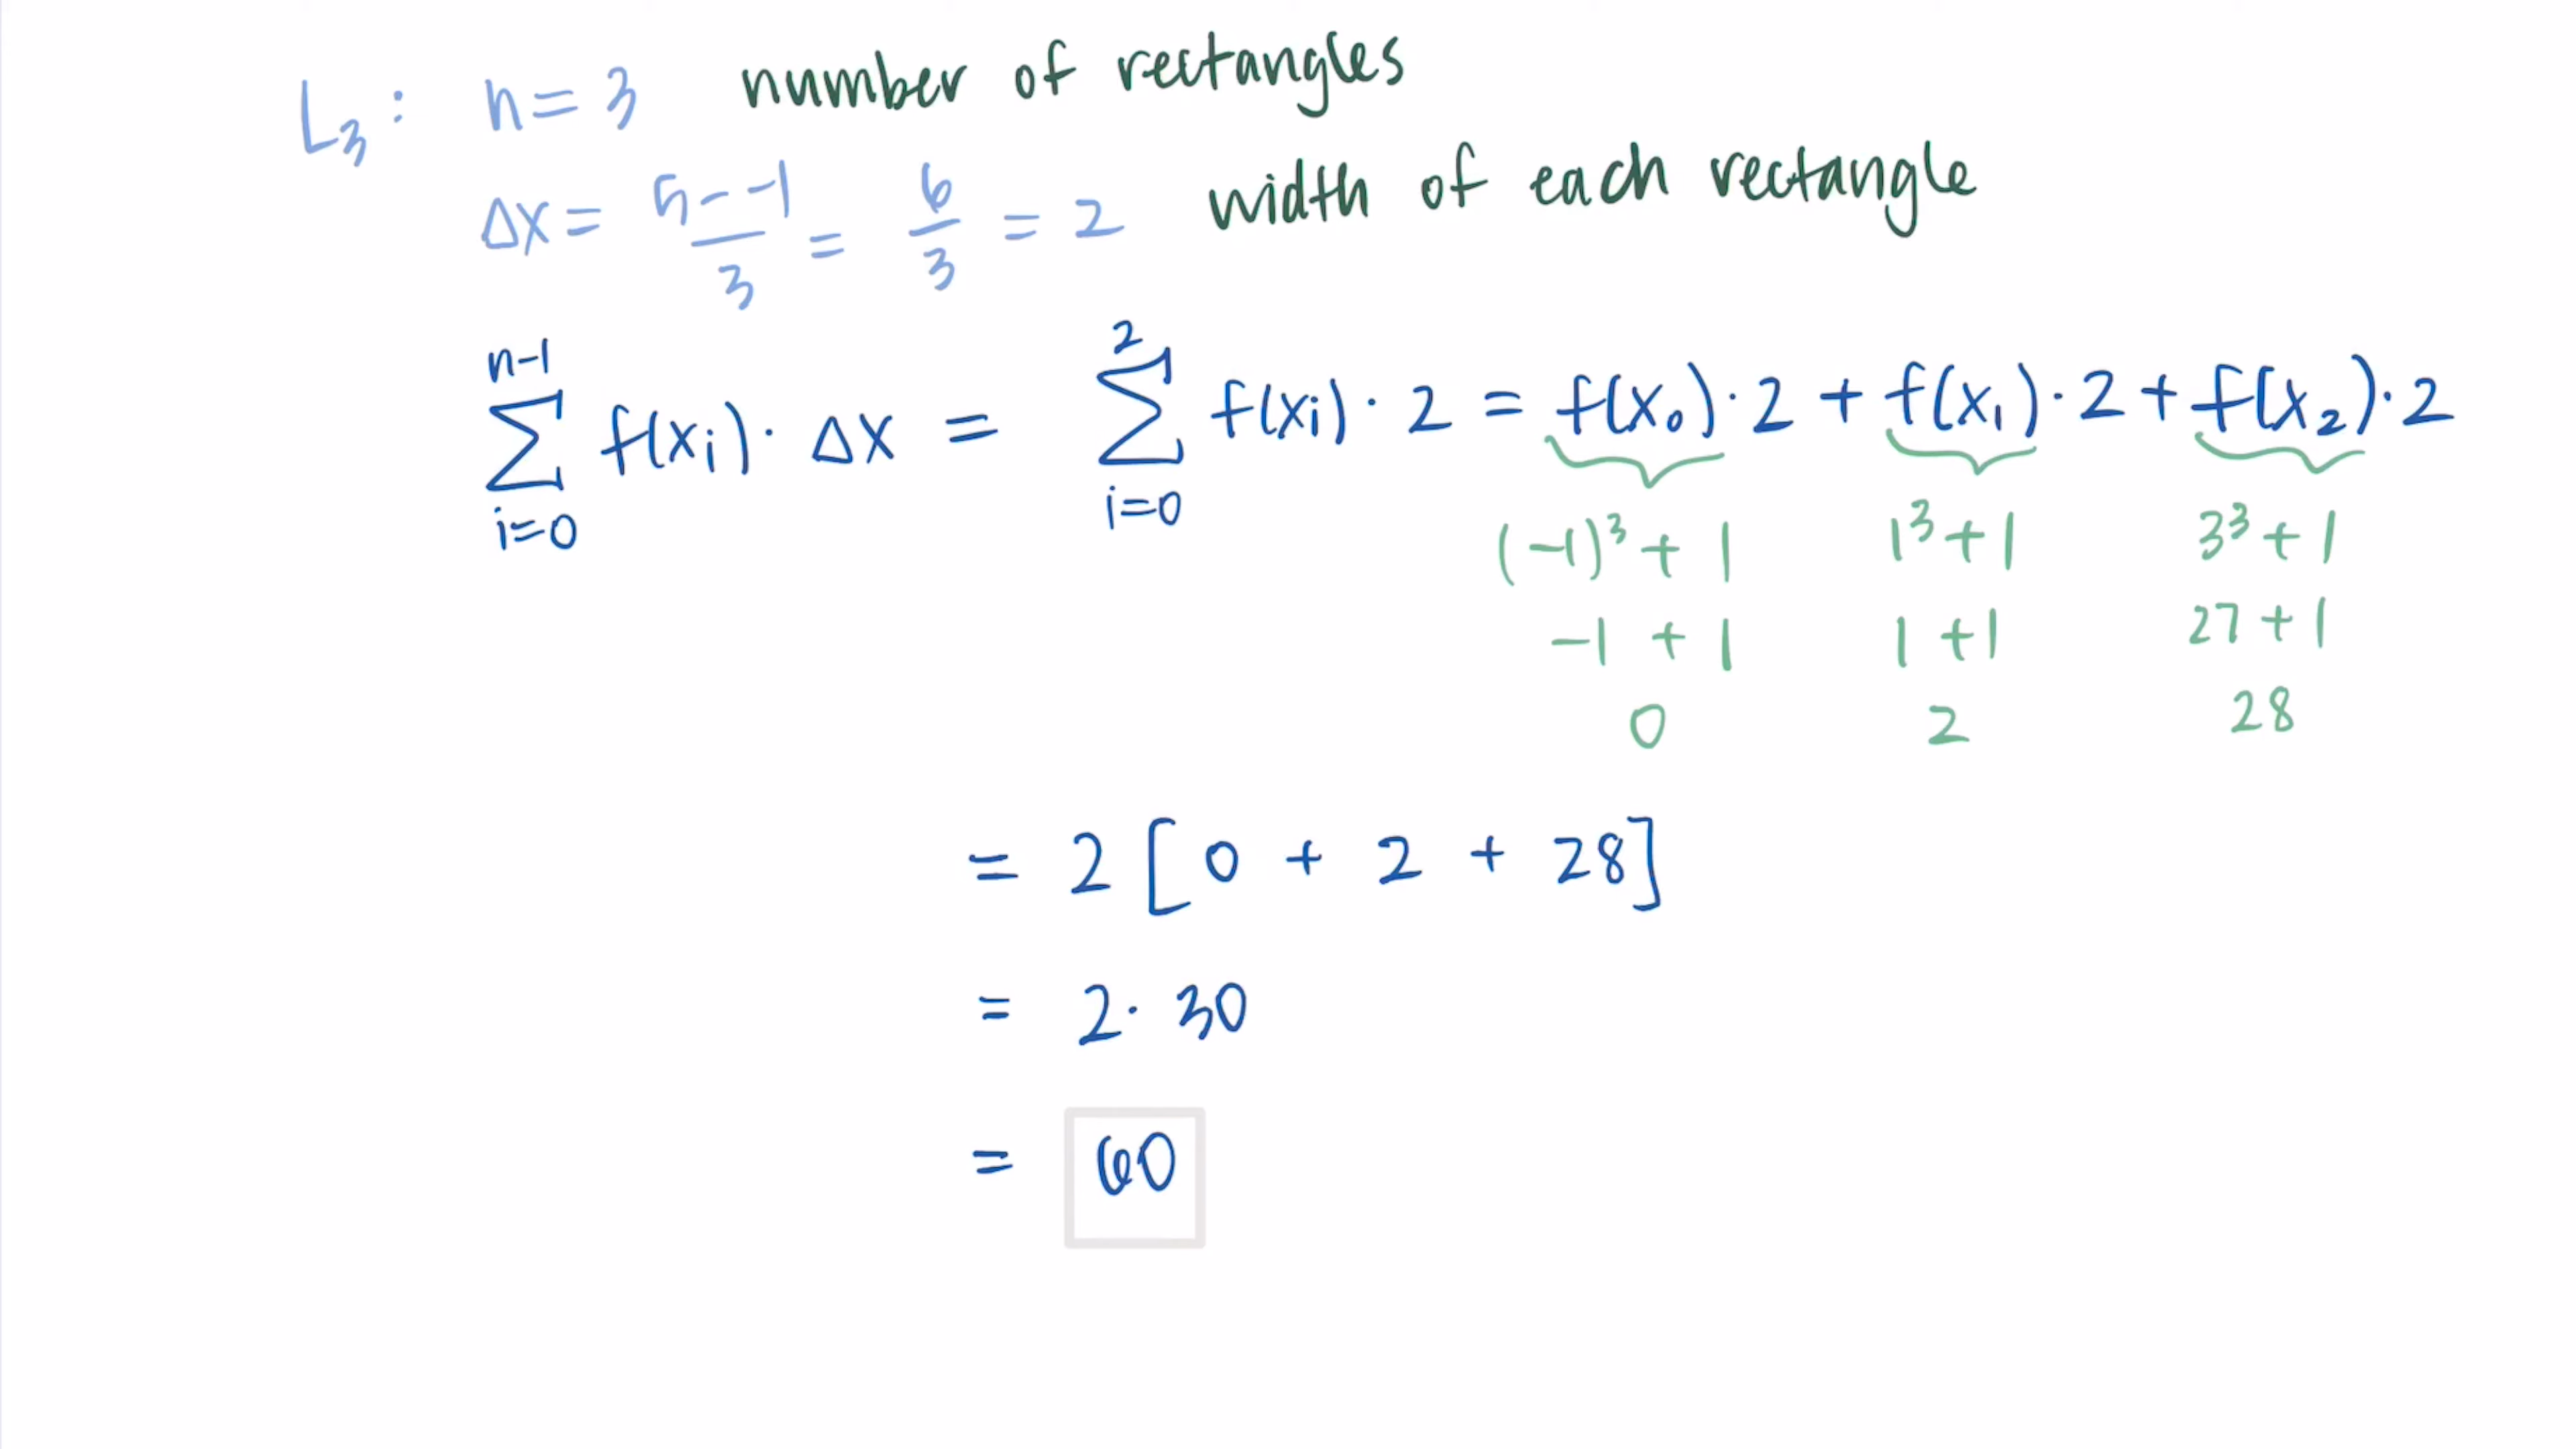 L₃: n = 3 number of rectangles
Δx = (5 - -1)/3 = 6/3 = 2 width of each rectangle
∑_{i=0}^{n-1} f(xᵢ) · Δx = ∑_{i=0}^{2} f(xᵢ) · 2 = f(x₀) · 2 + f(x₁) · 2 + f(x₂) · 2
(-1)³ + 1 1³ + 1 3³ + 1
-1 + 1 1 + 1 27 + 1
0 2 28
= 2 [0 + 2 + 28]
= 2 · 30
= 60